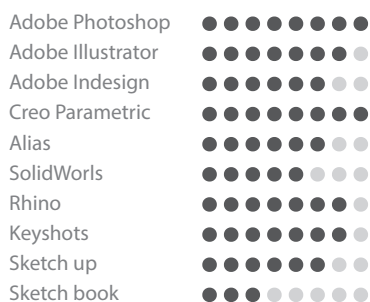 Adobe Photoshop
Adobe Illustrator
Adobe Indesign
Creo Parametric
Alias
SolidWorls
Rhino
Keyshots
Sketch up
Sketch book